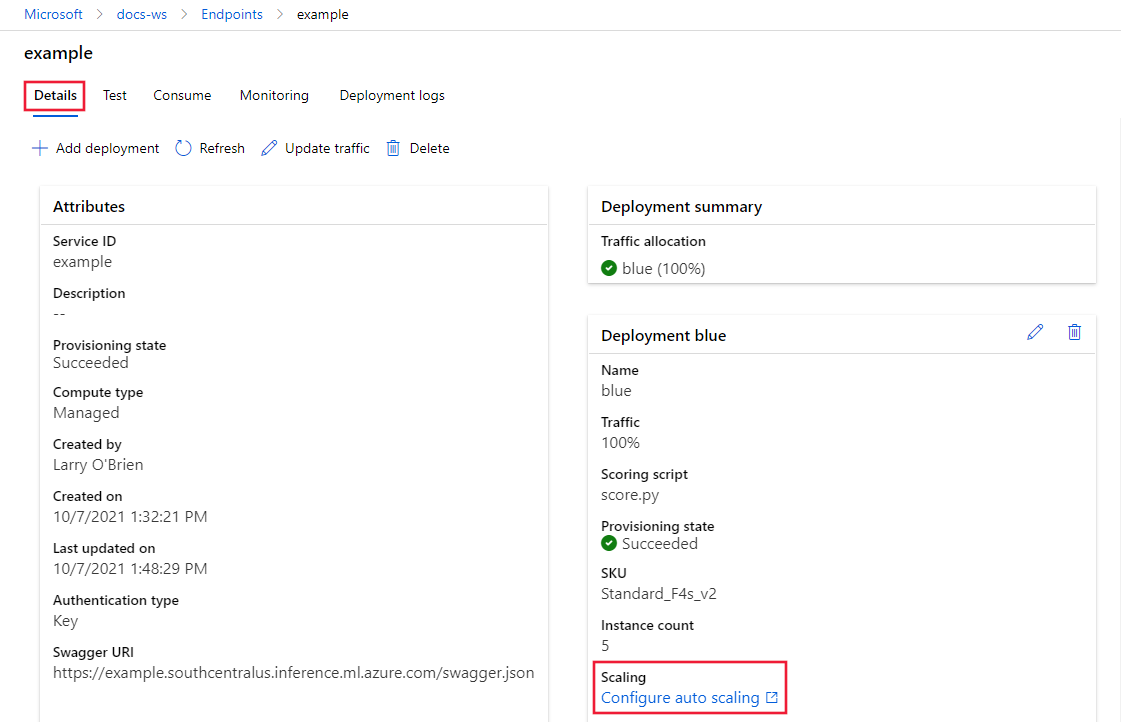 Microsoft > docs-ws > Endpoints > example
example
Details Test Consume Monitoring Deployment logs
Add deployment Refresh Update traffic Delete
Attributes
Service ID
example
Description
--
Provisioning state
Succeeded
Compute type
Managed
Created by
Larry O'Brien
Created on
10/7/2021 1:32:21 PM
Last updated on
10/7/2021 1:48:29 PM
Authentication type
Key
Swagger URI
https://example.southcentralus.inference.ml.azure.com/swagger.json
Deployment summary
Traffic allocation
blue (100%)
Deployment blue
Name
blue
Traffic
100%
Scoring script
score.py
Provisioning state
Succeeded
SKU
Standard_F4s_v2
Instance count
5
Scaling
Configure auto scaling